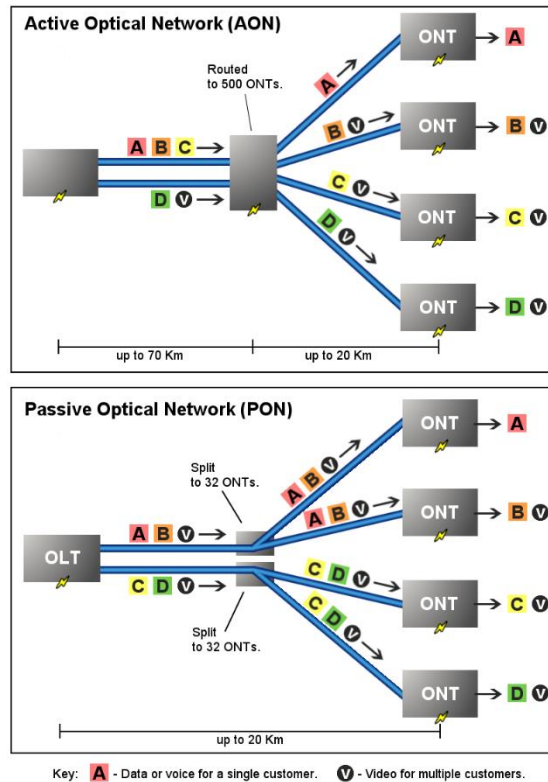 Active Optical Network (AON)
Routed
to 500 ONTs.
A B C
D V
A
B V
C V
D V
ONT
A
ONT
B V
ONT
C V
ONT
D V
up to 70 Km
up to 20 Km
Passive Optical Network (PON)
Split
to 32 ONTs.
OLT
A B V
C D V
A B V
A B V
C D V
C D V
Split
to 32 ONTs.
ONT
A
ONT
B V
ONT
C V
ONT
D V
up to 20 Km
Key: A - Data or voice for a single customer. V - Video for multiple customers.